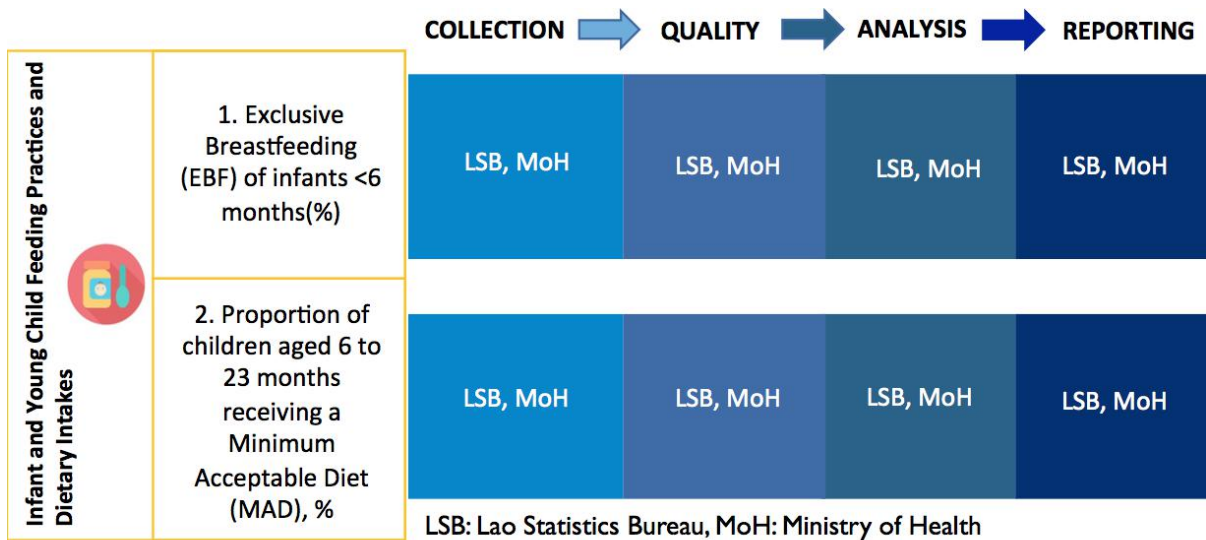 COLLECTION QUALITY ANALYSIS REPORTING
Infant and Young Child Feeding Practices and
Dietary Intakes
1. Exclusive
Breastfeeding
(EBF) of infants <6
months(%)
LSB, MoH LSB, MoH LSB, MoH LSB, MoH
2. Proportion of
children aged 6 to
23 months
receiving a
Minimum
Acceptable Diet
(MAD), %
LSB, MoH LSB, MoH LSB, MoH LSB, MoH
LSB: Lao Statistics Bureau, MoH: Ministry of Health